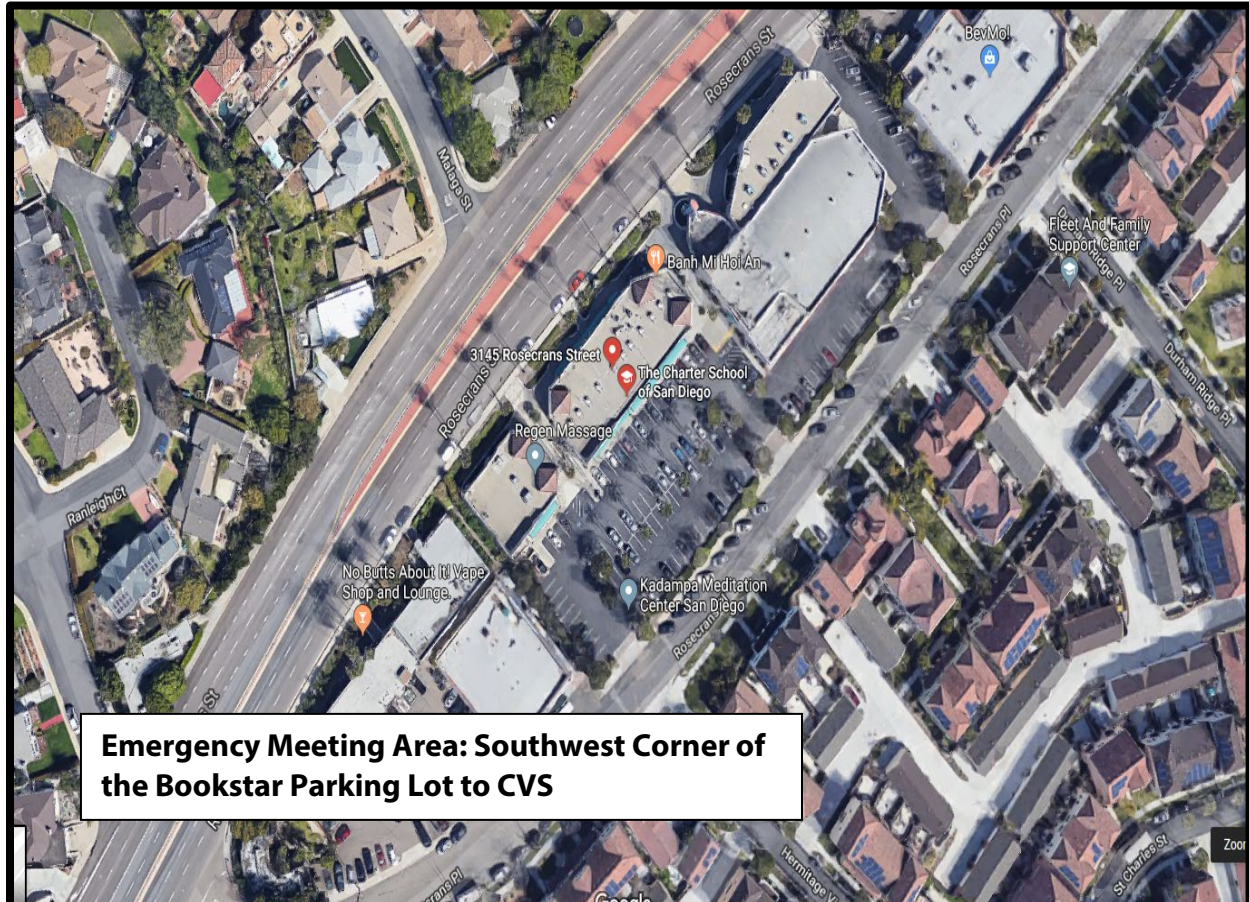 BevMo!
Rosecrans St
Malaga St
Rosecrans Pl
Fleet And Family
Support Center
Banh Mi Hoi An
3145 Rosecrans Street
The Charter School
of San Diego
Durham Ridge Pl
Rosecrans
Regen Massage
Ranleigh Ct
No Butts About It! Vape
Shop and Lounge.
Kadampa Meditation
Center San Diego
Rosecrans
Emergency Meeting Area: Southwest Corner of
the Bookstar Parking Lot to CVS
St Charles St
Hermitage
Google